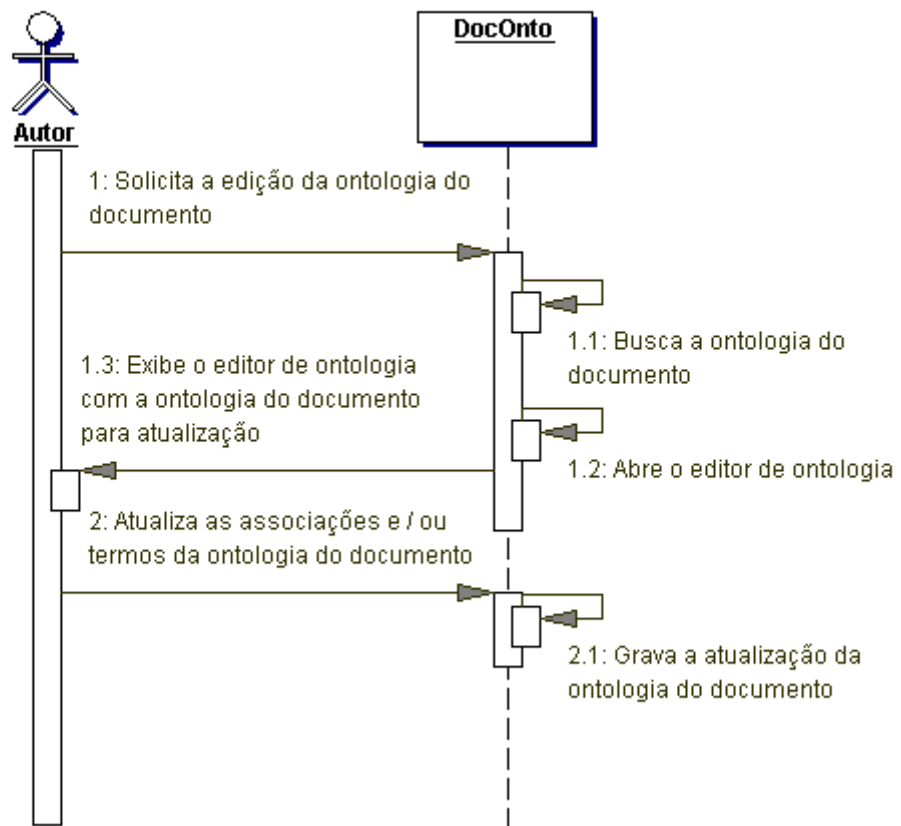 DocOnto
Autor
1: Solicita a edição da ontologia do
documento
1.1: Busca a ontologia do
documento
1.2: Abre o editor de ontologia
1.3: Exibe o editor de ontologia
com a ontologia do documento
para atualização
2: Atualiza as associações e / ou
termos da ontologia do documento
2.1: Grava a atualização da
ontologia do documento